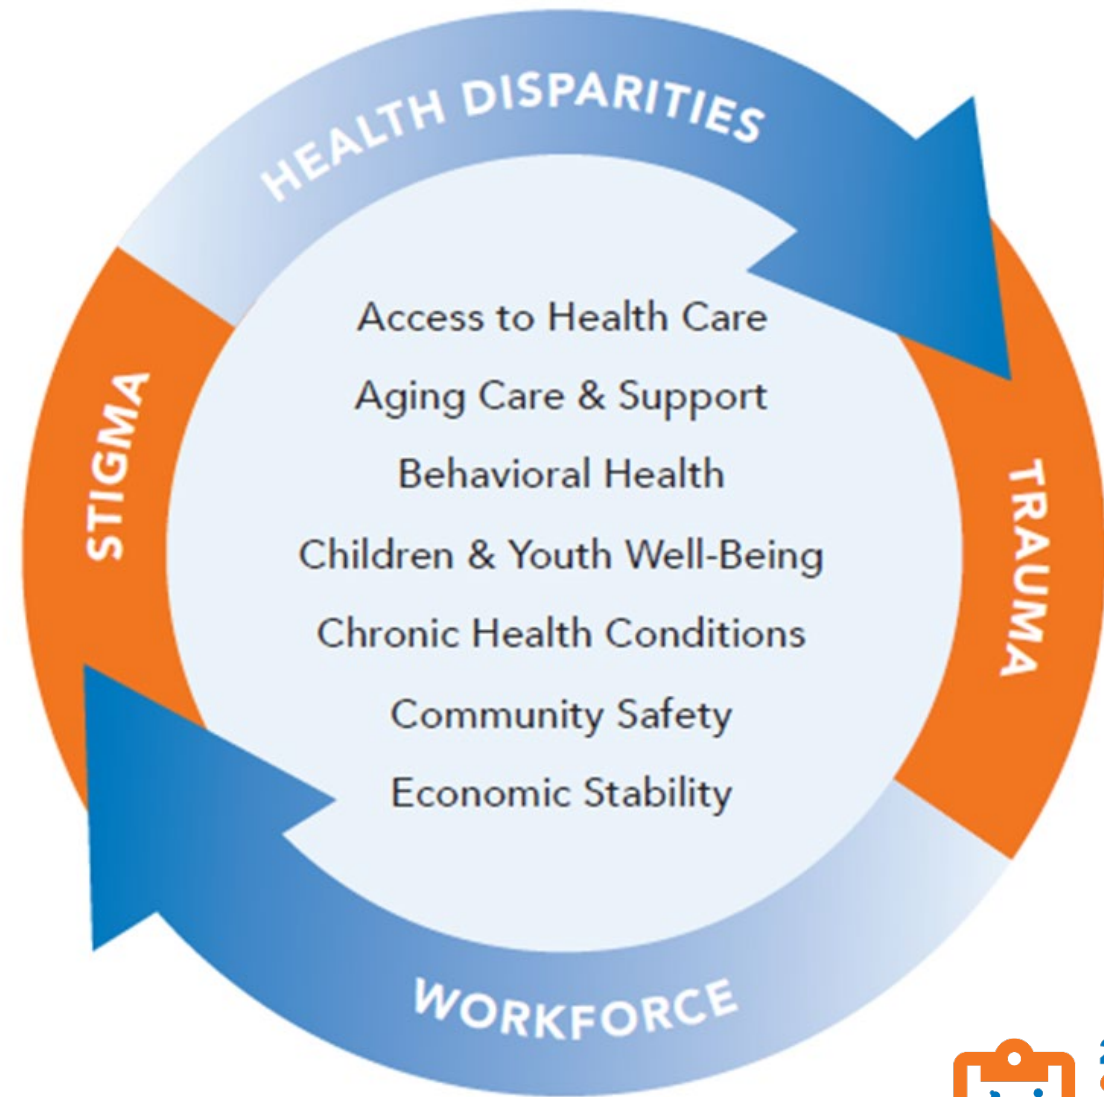 HEALTH DISPARITIES
Access to Health Care
Aging Care & Support
Behavioral Health
Children & Youth Well-Being
Chronic Health Conditions
Community Safety
Economic Stability
STIGMA
TRAUMA
WORKFORCE